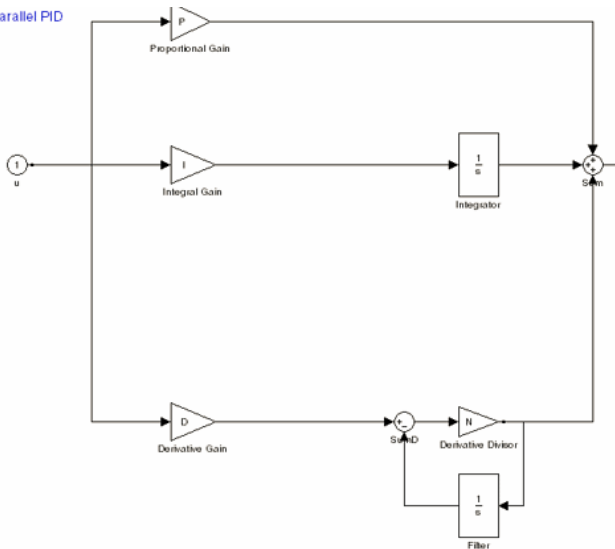 arallel PID
P
Proportional Gain
1
u
I
Integral Gain
1
s
Integrator
+
+
+
Sum
D
Derivative Gain
+
−
SumD
N
Derivative Divisor
1
s
Filter